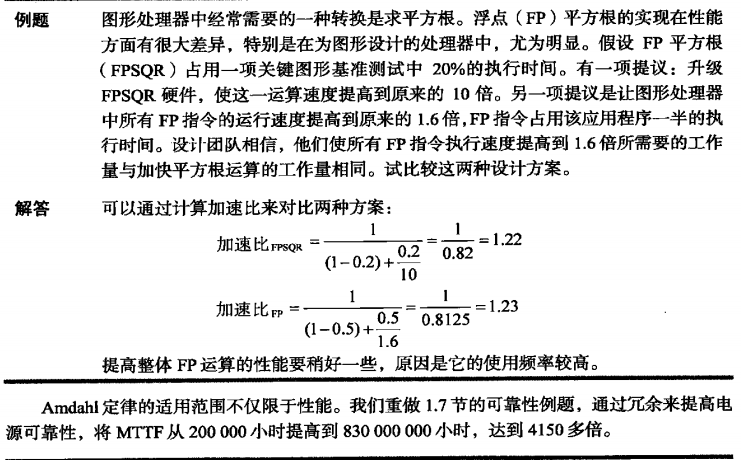 例题 图形处理器中经常需要的一种转换是求平方根。浮点（FP）平方根的实现在性能
方面有很大差异，特别是在为图形设计的处理器中，尤为明显。假设 FP 平方根
（FPSQR）占用一项关键图形基准测试中 20%的执行时间。有一项提议：升级
FPSQR 硬件，使这一运算速度提高到原来的 10 倍。另一项提议是让图形处理器
中所有 FP 指令的运行速度提高到原来的 1.6 倍，FP 指令占用该应用程序一半的执
行时间。设计团队相信，他们使所有 FP 指令执行速度提高到 1.6 倍所需要的工作
量与加快平方根运算的工作量相同。试比较这两种设计方案。
解答 可以通过计算加速比来对比两种方案：
加速比FPSQR = 1/((1−0.2)+0.2/10) = 1/0.82 = 1.22
加速比FP = 1/((1−0.5)+0.5/1.6) = 1/0.8125 = 1.23
提高整体 FP 运算的性能要稍好一些，原因是它的使用频率较高。
Amdahl 定律的适用范围不仅限于性能。我们重做 1.7 节的可靠性例题，通过冗余来提高电
源可靠性，将 MTTF 从 200 000 小时提高到 830 000 000 小时，达到 4150 多倍。